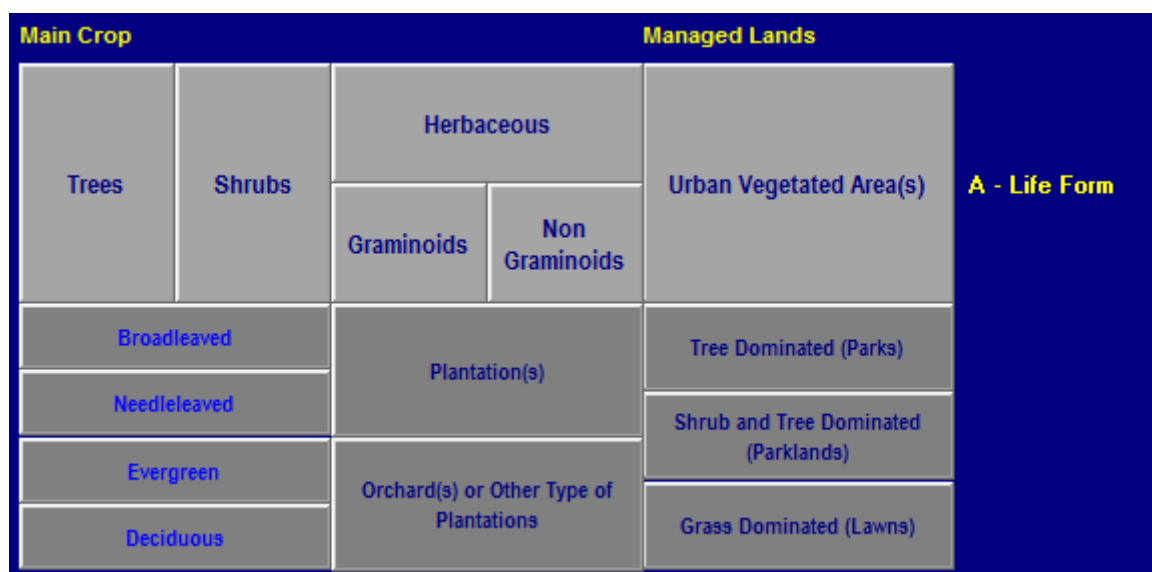 Main Crop
Managed Lands
Trees
Shrubs
Herbaceous
Graminoids
Non
Graminoids
Urban Vegetated Area(s)
A - Life Form
Broadleaved
Needleleaved
Evergreen
Deciduous
Plantation(s)
Orchard(s) or Other Type of
Plantations
Tree Dominated (Parks)
Shrub and Tree Dominated
(Parklands)
Grass Dominated (Lawns)